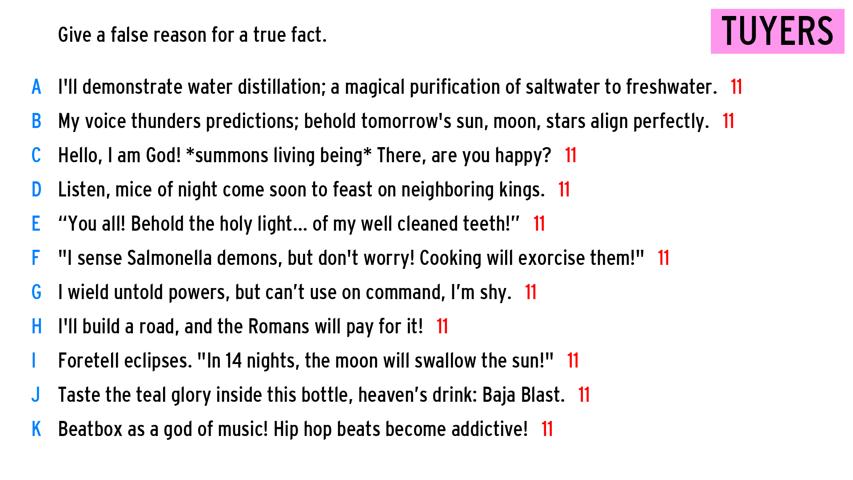 Give a false reason for a true fact.
TUYERS
A I'll demonstrate water distillation; a magical purification of saltwater to freshwater. 11
B My voice thunders predictions; behold tomorrow's sun, moon, stars align perfectly. 11
C Hello, I am God! *summons living being* There, are you happy? 11
D Listen, mice of night come soon to feast on neighboring kings. 11
E “You all! Behold the holy light... of my well cleaned teeth!” 11
F "I sense Salmonella demons, but don't worry! Cooking will exorcise them!" 11
G I wield untold powers, but can’t use on command, I’m shy. 11
H I'll build a road, and the Romans will pay for it! 11
I Foretell eclipses. "In 14 nights, the moon will swallow the sun!" 11
J Taste the teal glory inside this bottle, heaven’s drink: Baja Blast. 11
K Beatbox as a god of music! Hip hop beats become addictive! 11